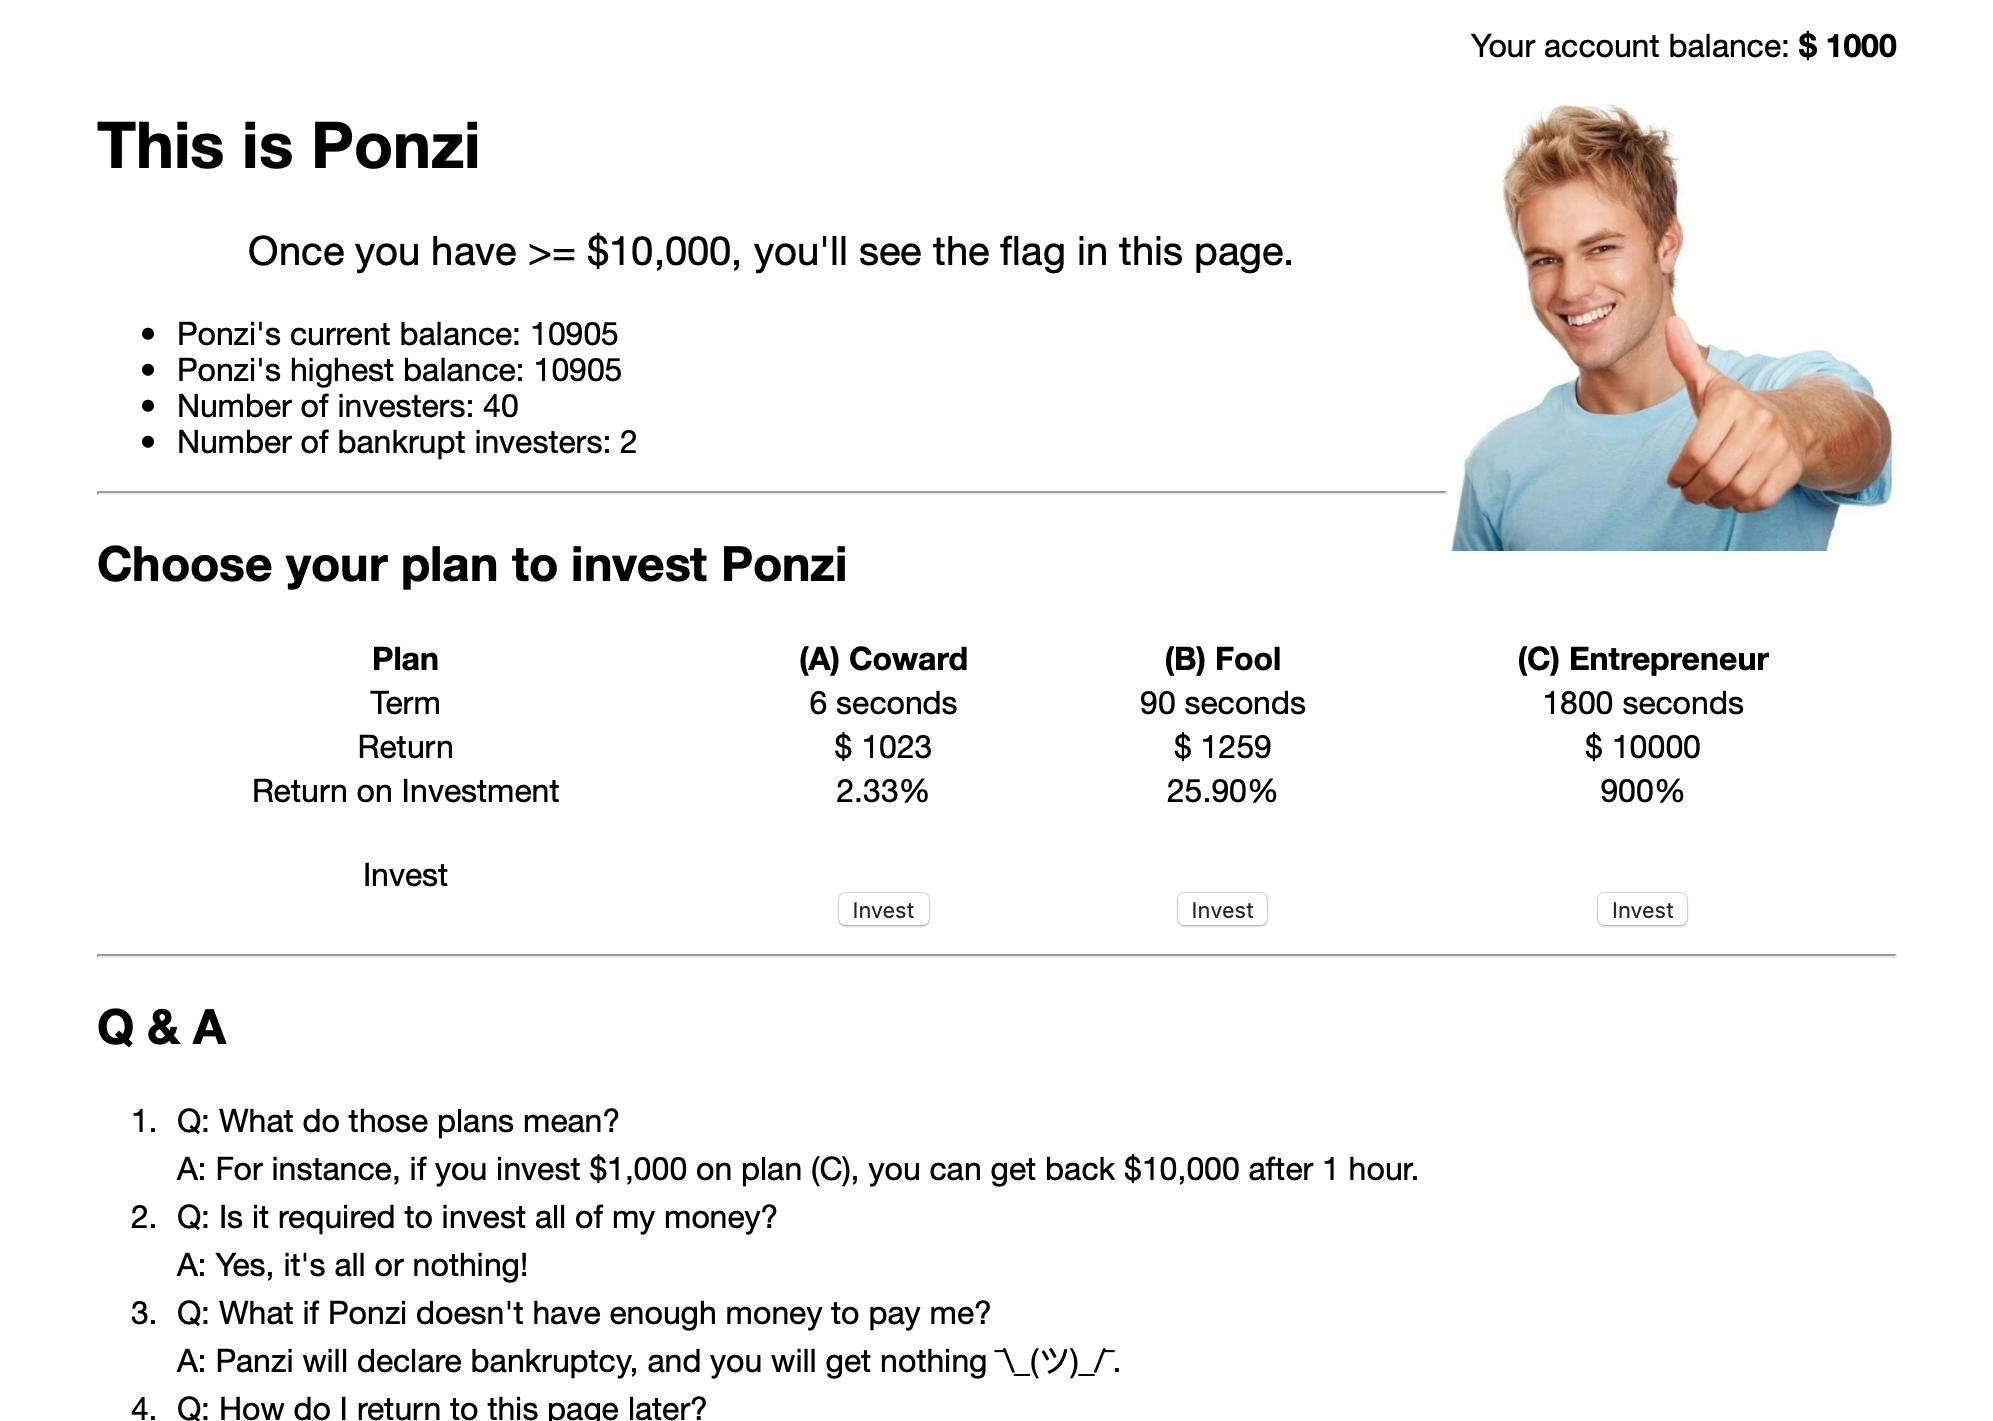 Your account balance: $ 1000
This is Ponzi
Once you have >= $10,000, you'll see the flag in this page.
• Ponzi's current balance: 10905
• Ponzi's highest balance: 10905
• Number of investers: 40
• Number of bankrupt investers: 2
Choose your plan to invest Ponzi
Plan (A) Coward (B) Fool (C) Entrepreneur
Term 6 seconds 90 seconds 1800 seconds
Return $ 1023 $ 1259 $ 10000
Return on Investment 2.33% 25.90% 900%
Invest
Invest Invest Invest
Q & A
1. Q: What do those plans mean?
A: For instance, if you invest $1,000 on plan (C), you can get back $10,000 after 1 hour.
2. Q: Is it required to invest all of my money?
A: Yes, it's all or nothing!
3. Q: What if Ponzi doesn't have enough money to pay me?
A: Panzi will declare bankruptcy, and you will get nothing ¯\_(ツ)_/¯.
4. Q: How do I return to this page later?